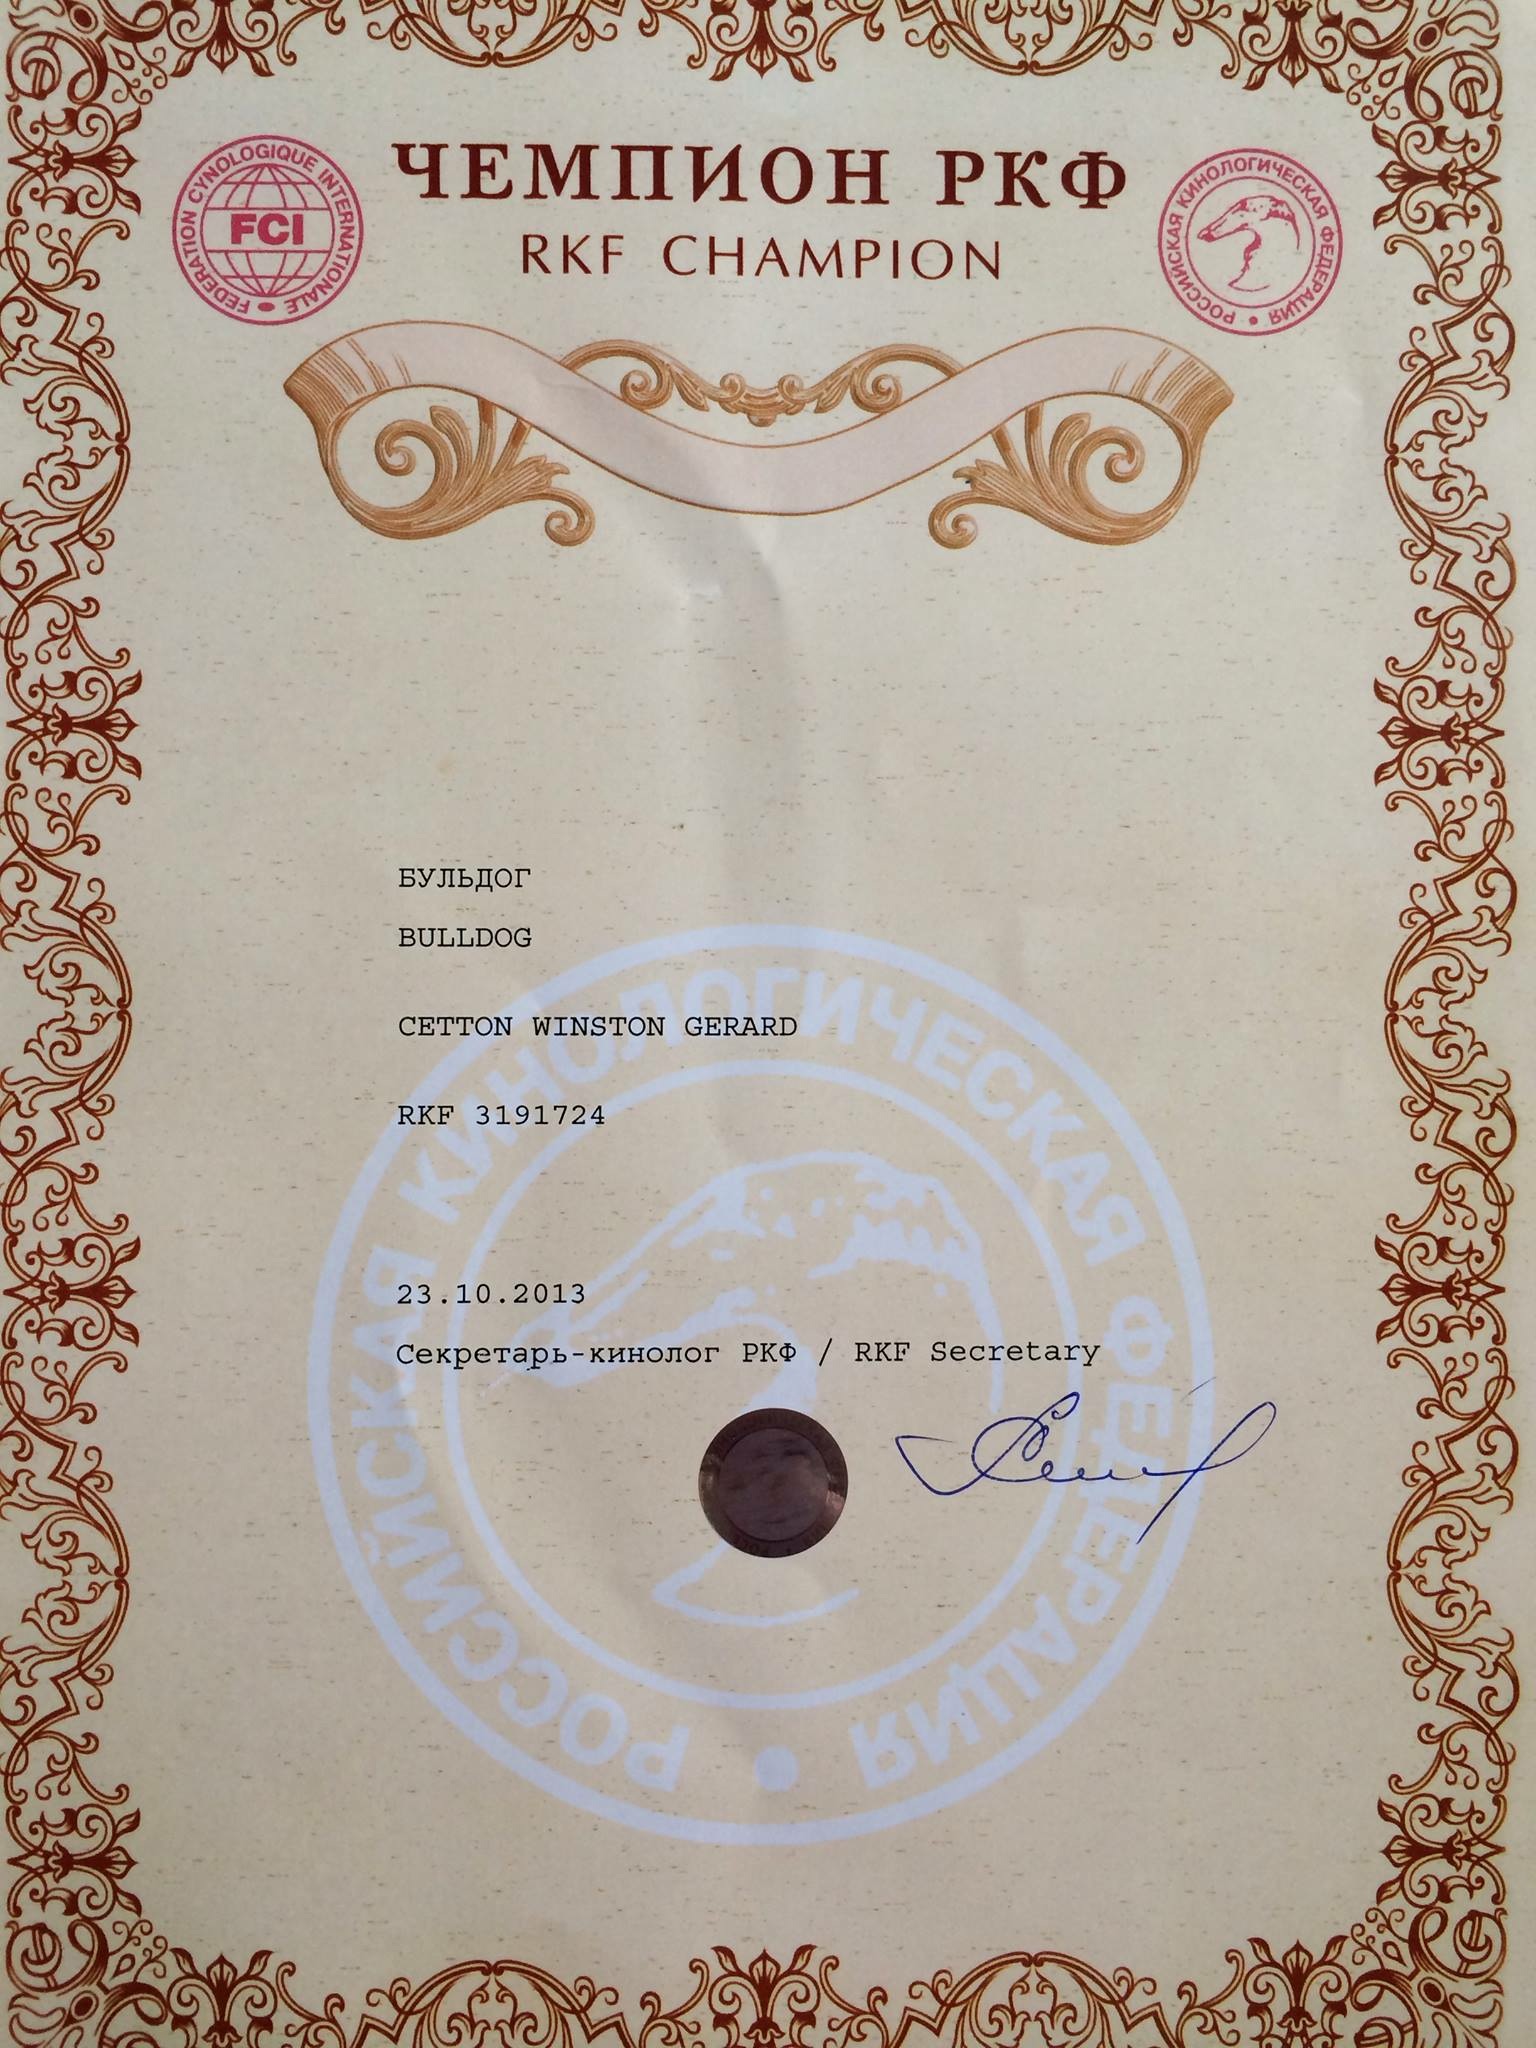 ЧЕМПИОН РКФ
RKF CHAMPION
FEDERATION CYNOLOGIQUE INTERNATIONALE •
FCI
РОССИЙСКАЯ КИНОЛОГИЧЕСКАЯ ФЕДЕРАЦИЯ •
БУЛЬДОГ
BULLDOG
CETTON WINSTON GERARD
RKF 3191724
23.10.2013
Секретарь-кинолог РКФ / RKF Secretary
РОССИЙСКАЯ КИНОЛОГИЧЕСКАЯ ФЕДЕРАЦИЯ •